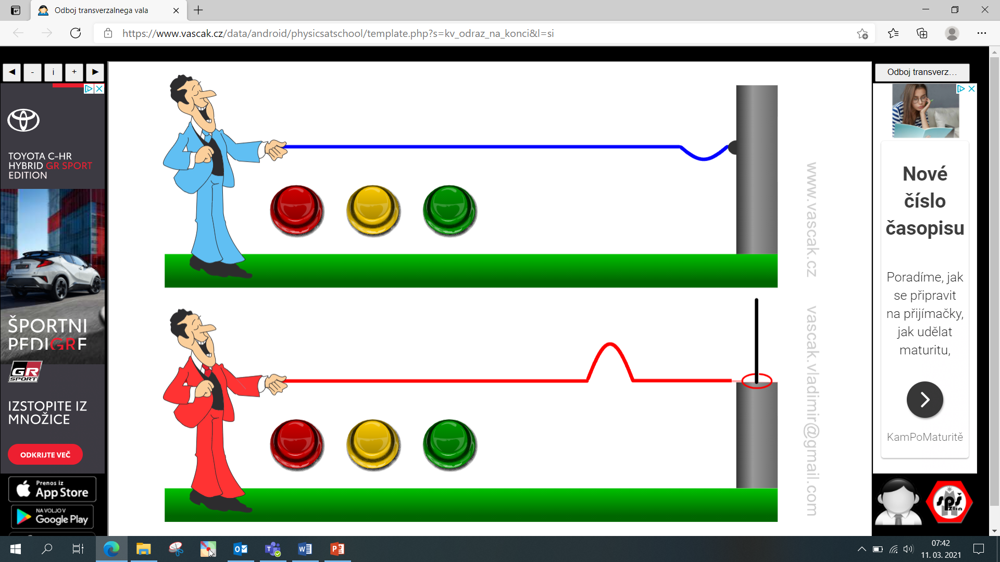 Odboj transverzalnega vala
https://www.vascak.cz/data/android/physicsatschool/template.php?s=kv_odraz_na_konci&l=si
- i +
Odboj transverz...
TOYOTA C-HR
HYBRID GR SPORT
EDITION
ŠPORTNI
PEDIGRE
GR
SPORT
IZSTOPITE IZ
MNOŽICE
ODKRIJTE VEČ
Prenos iz
App Store
NA VOLJO V
Google Play
www.vascak.cz
vascak.vladimir@gmail.com
Nové
číslo
časopisu
Poradíme, jak
se připravit
na přijímačky,
jak udělat
maturitu,
KamPoMaturitě
SPŠ
Zlín
07:42
11. 03. 2021